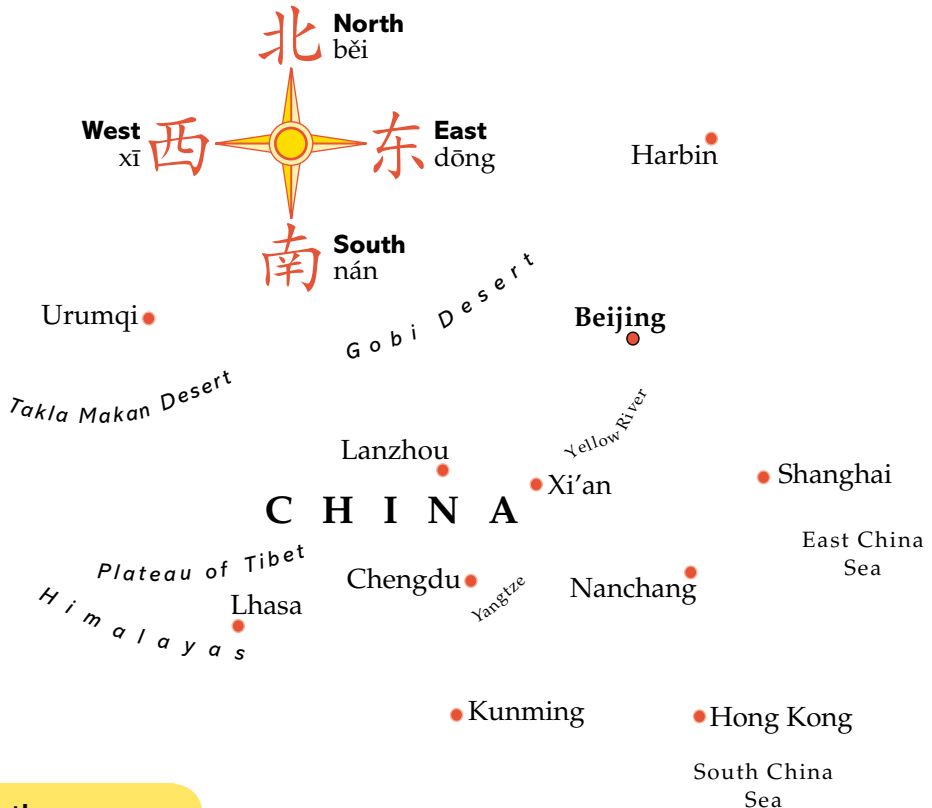 北 North
běi
West
xī 西
东 East
dōng
南 South
nán
Harbin
Urumqi
Gobi Desert
Beijing
Takla Makan Desert
Yellow River
Lanzhou
Xi’an
Shanghai
CHINA
East China
Sea
Plateau of Tibet
Chengdu
Yangtze
Nanchang
Himalayas
Lhasa
Kunming
Hong Kong
South China
Sea